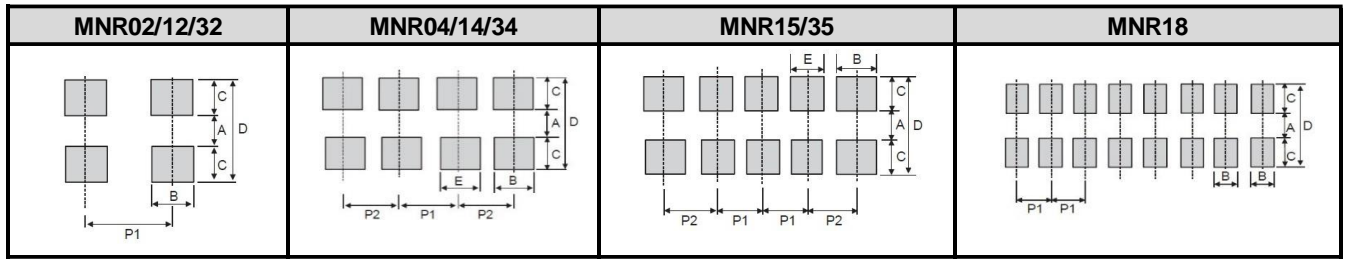 MNR02/12/32
MNR04/14/34
MNR15/35
MNR18
C
A D
C
B
P1
C
A D
C
E B
P2 P1 P2
E B
C
A D
C
P2 P1 P1 P2
C
A D
C
B B
P1 P1